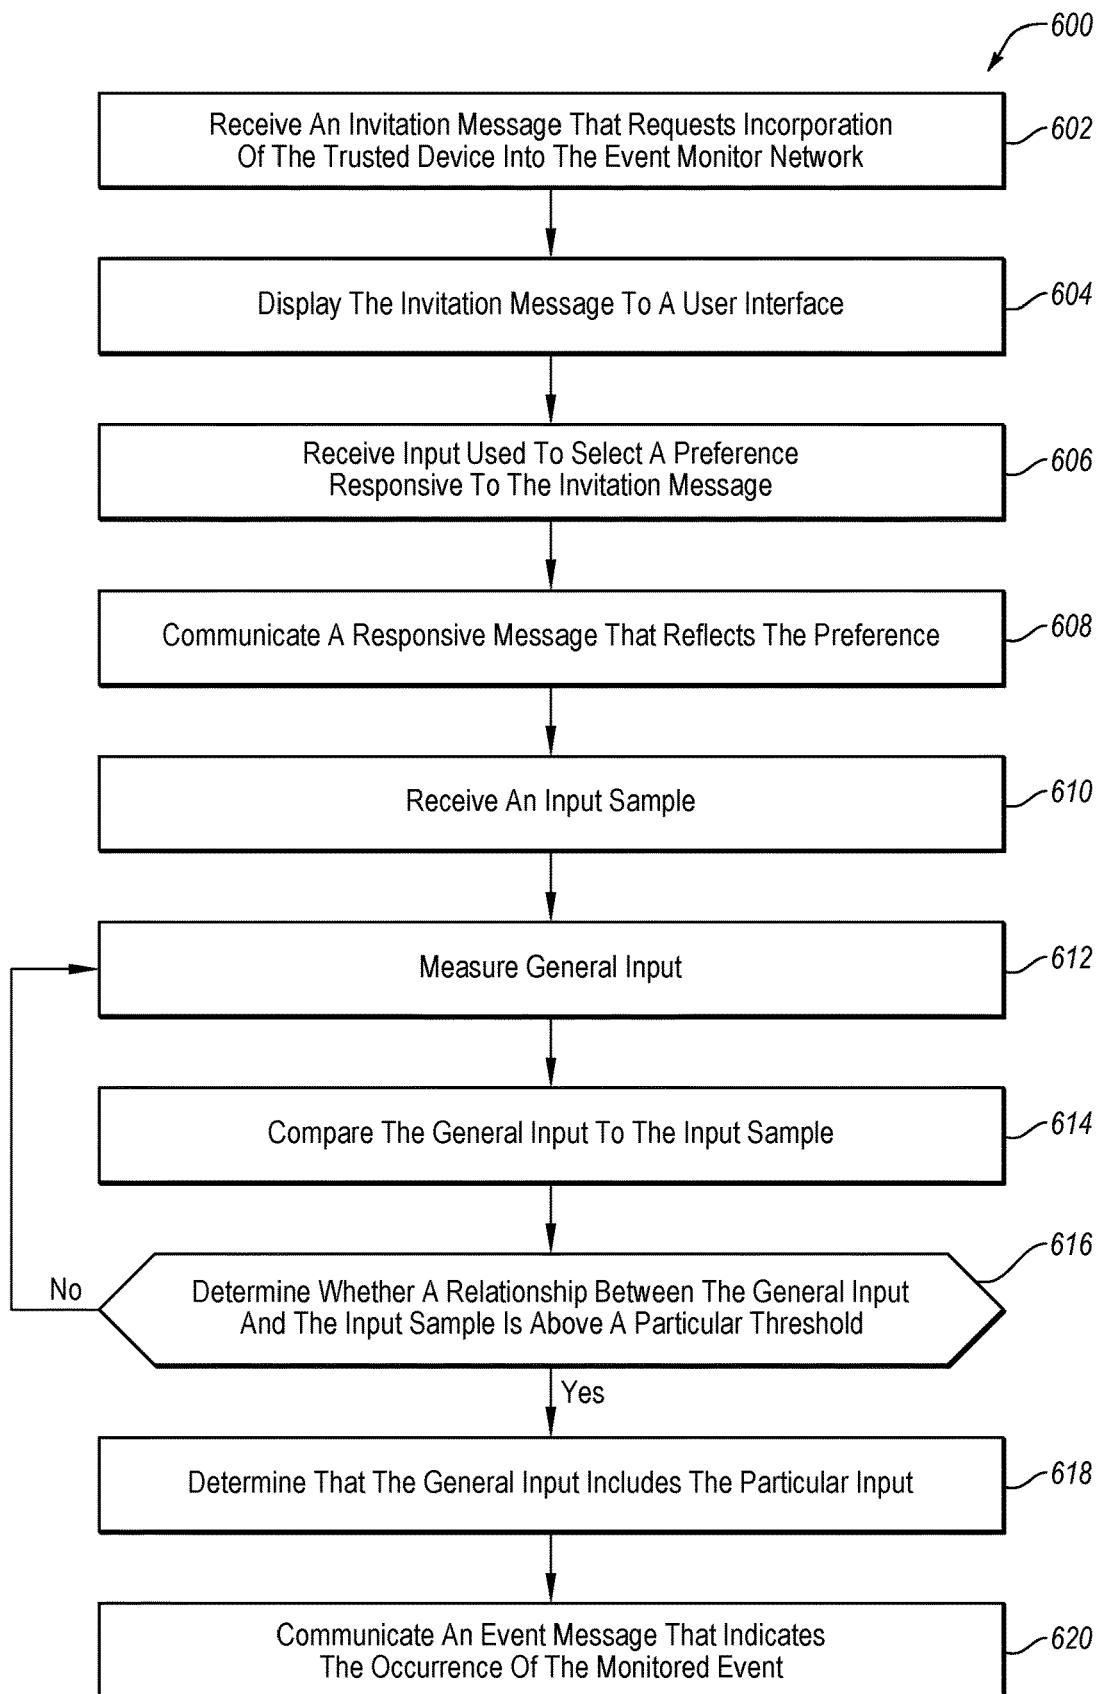 600
Receive An Invitation Message That Requests Incorporation
Of The Trusted Device Into The Event Monitor Network
602
Display The Invitation Message To A User Interface
604
Receive Input Used To Select A Preference
Responsive To The Invitation Message
606
Communicate A Responsive Message That Reflects The Preference
608
Receive An Input Sample
610
Measure General Input
612
Compare The General Input To The Input Sample
614
Determine Whether A Relationship Between The General Input
And The Input Sample Is Above A Particular Threshold
616
No
Yes
Determine That The General Input Includes The Particular Input
618
Communicate An Event Message That Indicates
The Occurrence Of The Monitored Event
620